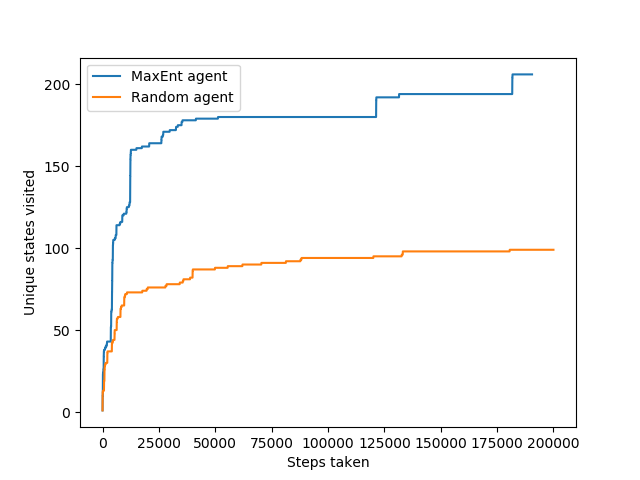 MaxEnt agent
Random agent
200
150
100
50
0
Unique states visited
0 25000 50000 75000 100000 125000 150000 175000 200000
Steps taken